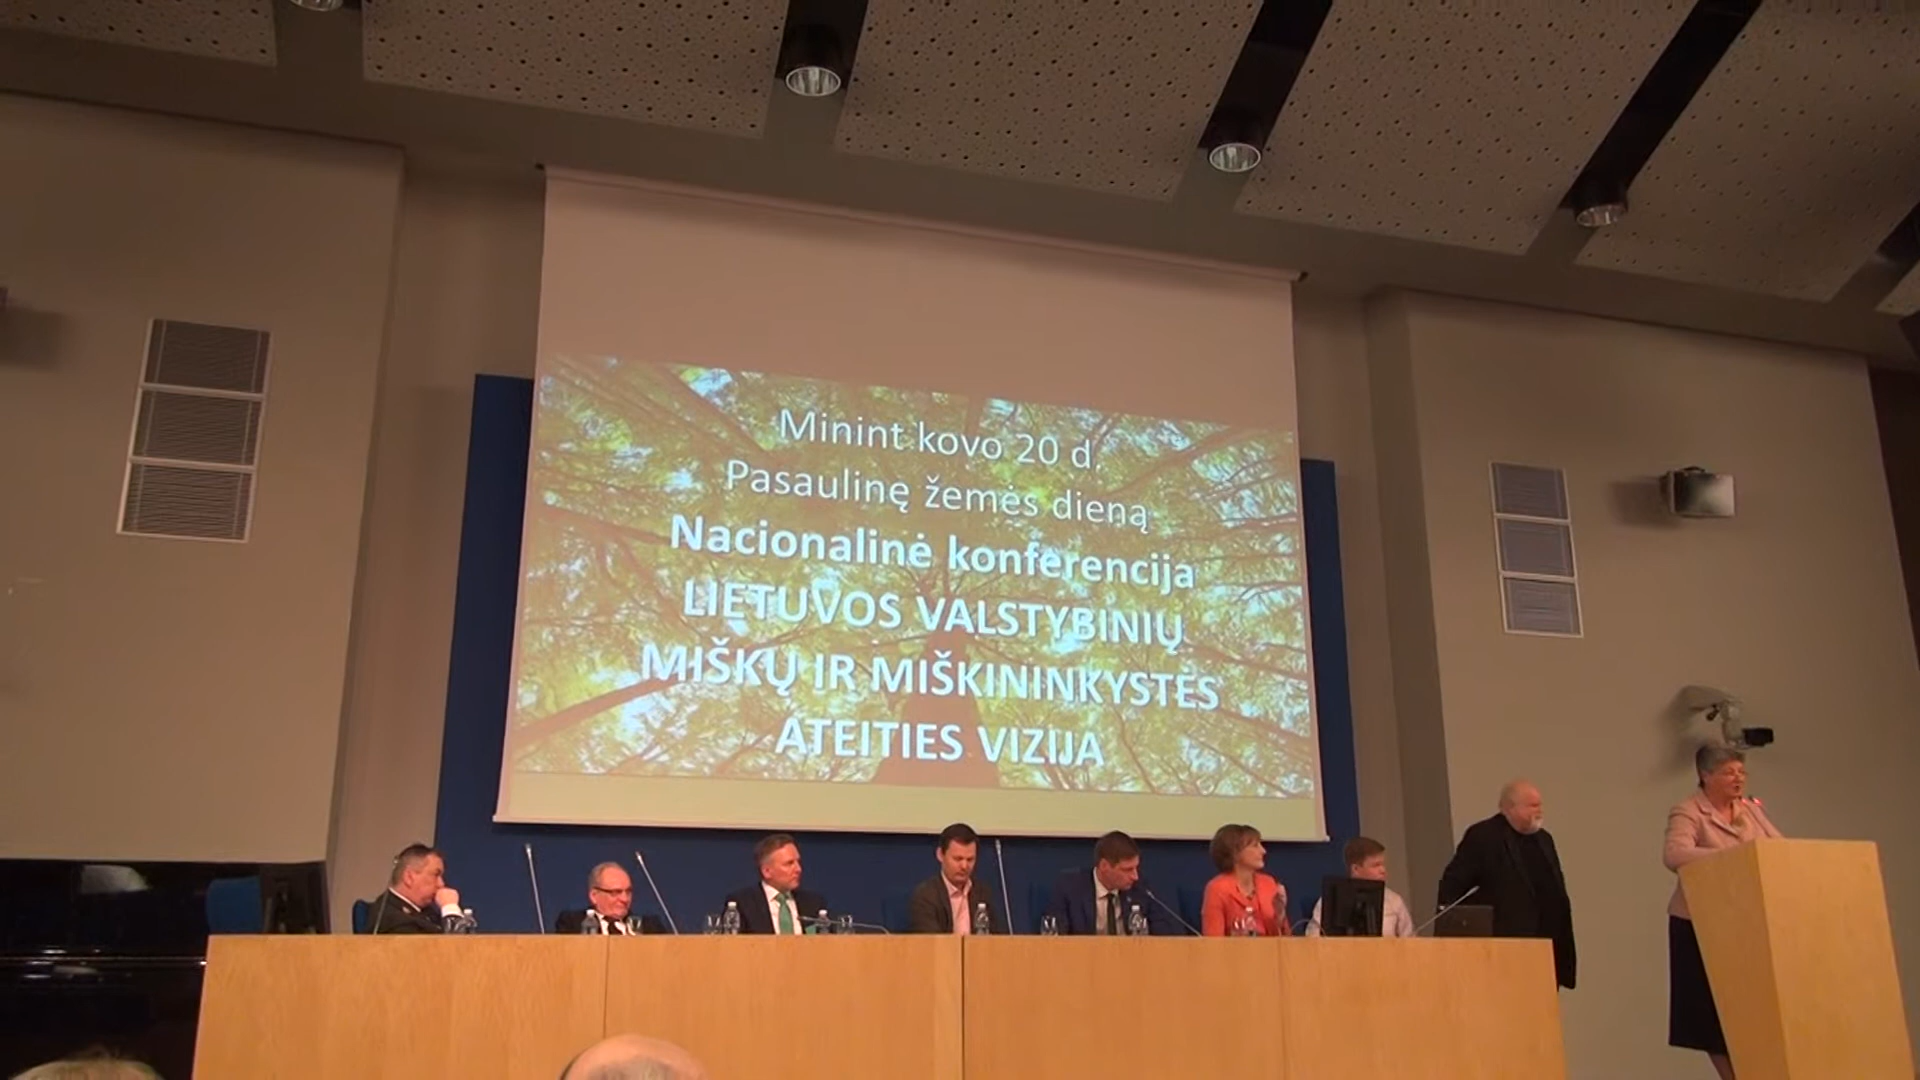 Minint kovo 20 d.
Pasaulinę žemės dieną
Nacionalinė konferencija
LIETUVOS VALSTYBINIŲ
MIŠKŲ IR MIŠKININKYSTĖS
ATEITIES VIZIJA